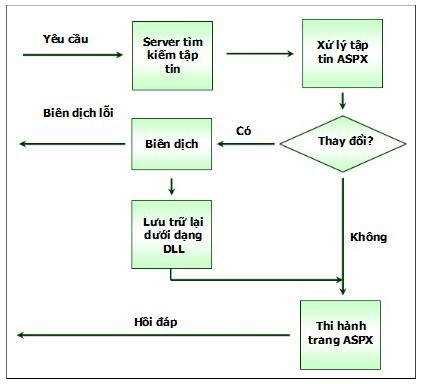 Yêu cầu
Server tìm
kiếm tập
tin
Xử lý tập
tin ASPX
Biên dịch lỗi
Biên dịch
Có
Thay đổi?
Lưu trữ lại
dưới dạng
DLL
Không
Hồi đáp
Thi hành
trang ASPX